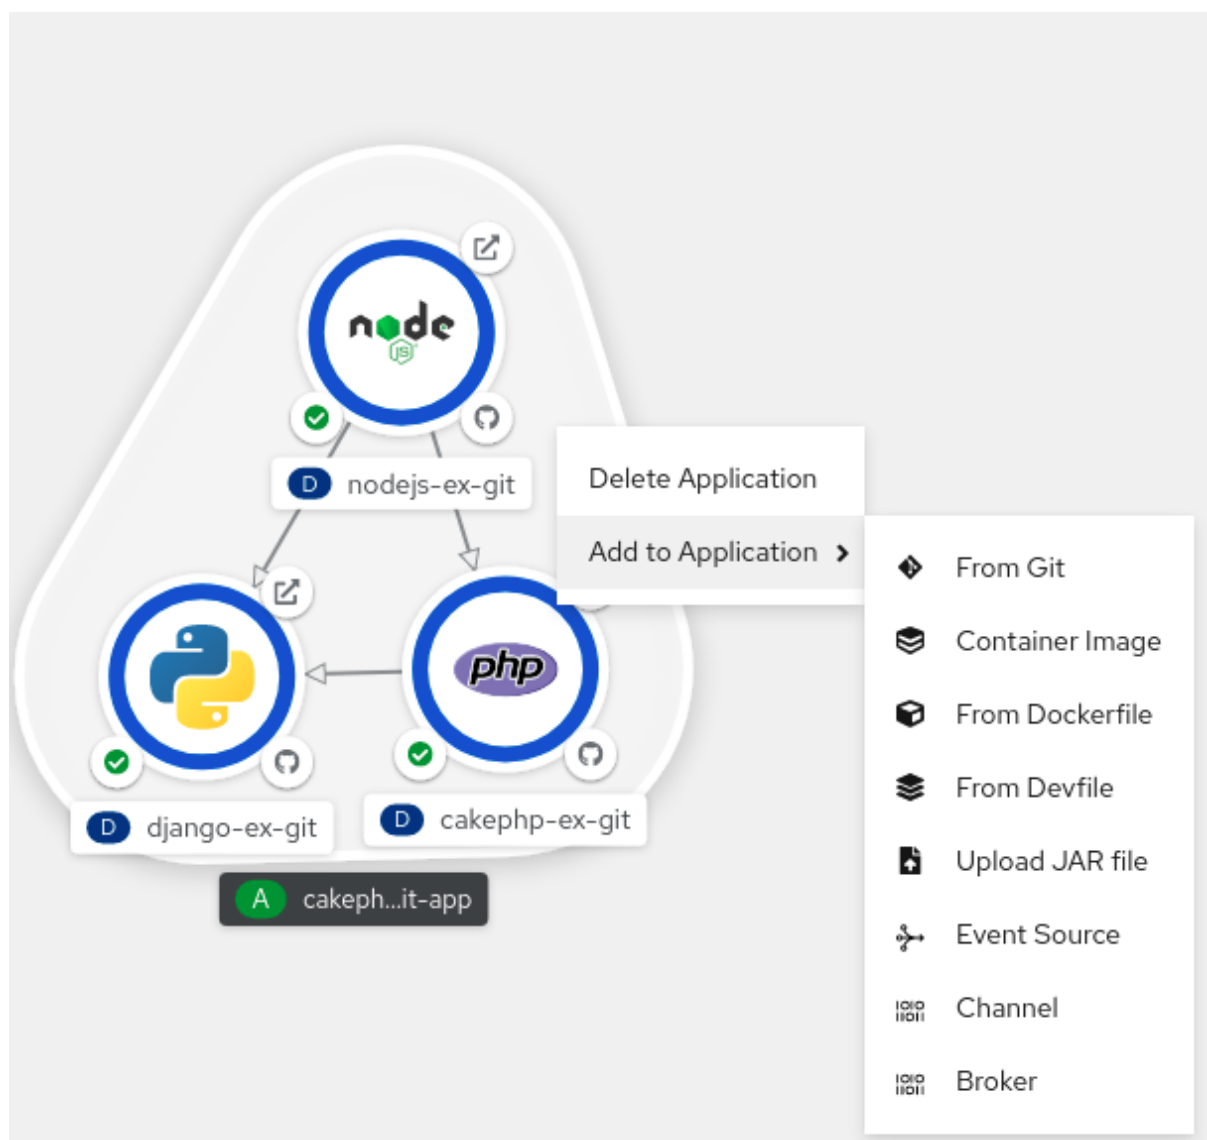 node
JS
D nodejs-ex-git
Delete Application
Add to Application
From Git
Container Image
From Dockerfile
From Devfile
Upload JAR file
Event Source
Channel
Broker
php
D django-ex-git
D cakephp-ex-git
A cakeph...it-app